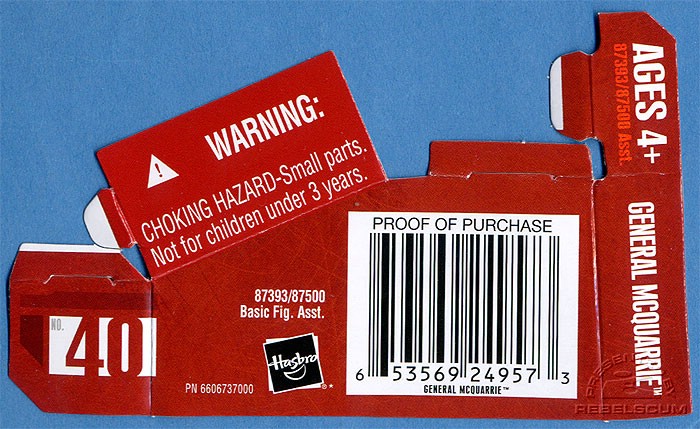 WARNING:
CHOKING HAZARD-Small parts.
Not for children under 3 years.
AGES 4+
87393/87500 Asst.
GENERAL MCQUARRIE™
NO.
40
87393/87500
Basic Fig. Asst.
Hasbro
®*
PN 6606737000
PROOF OF PURCHASE
6 53569 24957 3
GENERAL MCQUARRIE™
PRESENTED BY
REBELSCUM